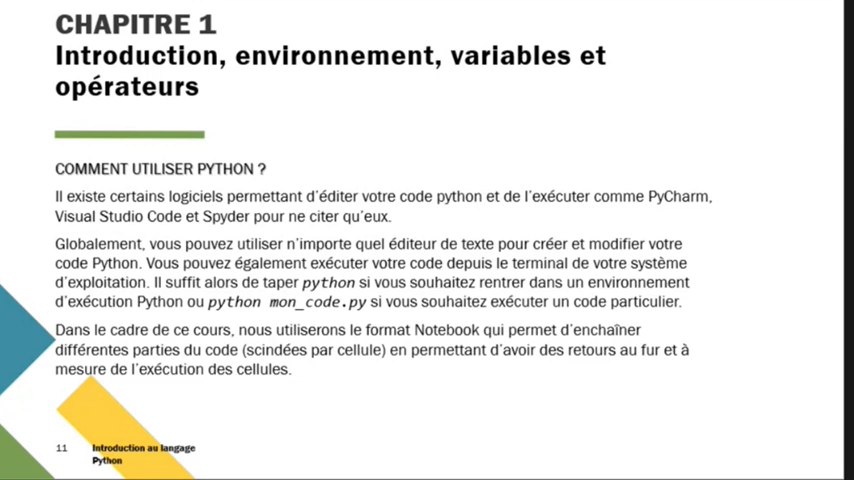 CHAPITRE 1
Introduction, environnement, variables et
opérateurs
COMMENT UTILISER PYTHON ?
Il existe certains logiciels permettant d’éditer votre code python et de l’exécuter comme PyCharm,
Visual Studio Code et Spyder pour ne citer qu’eux.
Globalement, vous pouvez utiliser n’importe quel éditeur de texte pour créer et modifier votre
code Python. Vous pouvez également exécuter votre code depuis le terminal de votre système
d’exploitation. Il suffit alors de taper python si vous souhaitez rentrer dans un environnement
d’exécution Python ou python mon_code.py si vous souhaitez exécuter un code particulier.
Dans le cadre de ce cours, nous utiliserons le format Notebook qui permet d’enchaîner
différentes parties du code (scindées par cellule) en permettant d’avoir des retours au fur et à
mesure de l’exécution des cellules.
11 Introduction au langage
Python